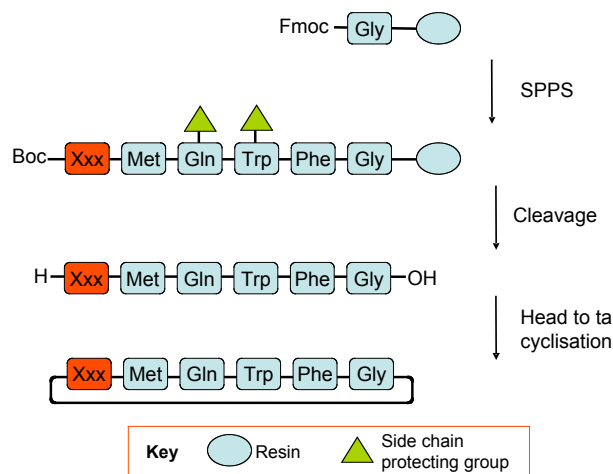 Fmoc Gly
SPPS
Boc Xxx Met Gln Trp Phe Gly
Cleavage
H Xxx Met Gln Trp Phe Gly OH
Head to ta
cyclisation
Xxx Met Gln Trp Phe Gly
Key Resin Side chain
protecting group